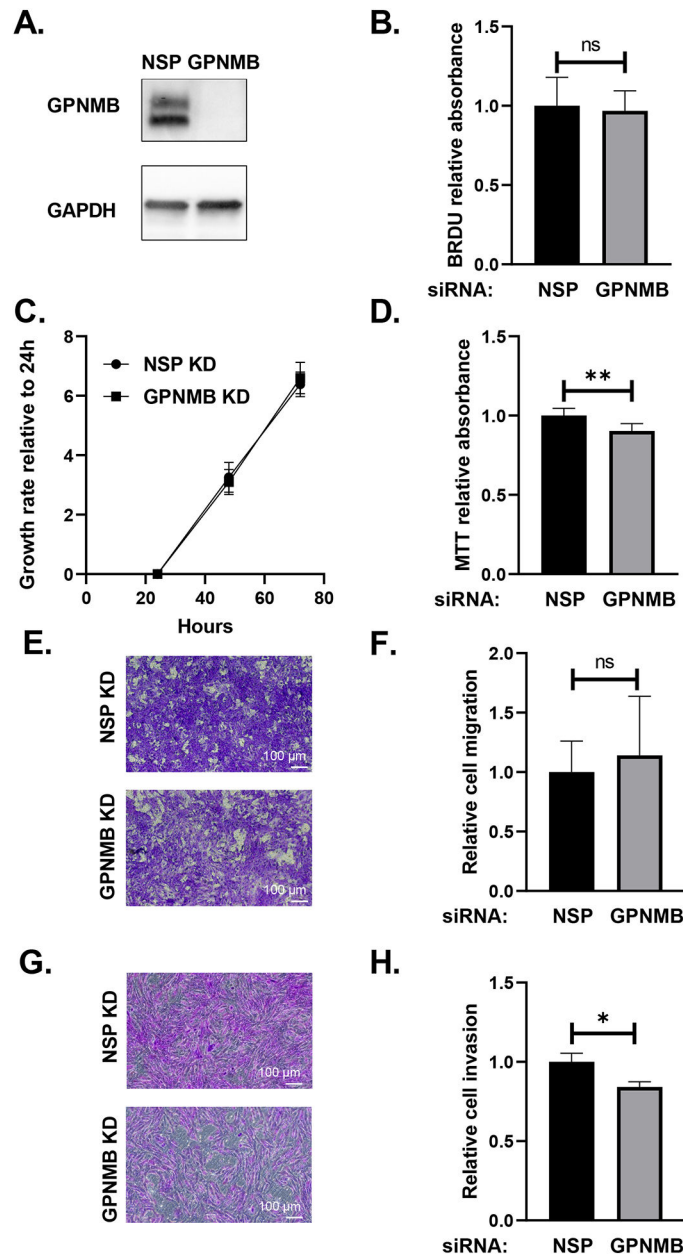 A.
NSP GPNMB
GPNMB
GAPDH
B.
BRDU relative absorbance
1.5
1.0
0.5
0.0
ns
siRNA: NSP GPNMB
C.
Growth rate relative to 24h
8
6
4
2
0
NSP KD
GPNMB KD
0 20 40 60 80
Hours
D.
MTT relative absorbance
1.5
1.0
0.5
0.0
**
siRNA: NSP GPNMB
E.
NSP KD
100 µm
GPNMB KD
100 µm
F.
Relative cell migration
2.0
1.5
1.0
0.5
0.0
ns
siRNA: NSP GPNMB
G.
NSP KD
100 µm
GPNMB KD
100 µm
H.
Relative cell invasion
1.5
1.0
0.5
0.0
*
siRNA: NSP GPNMB